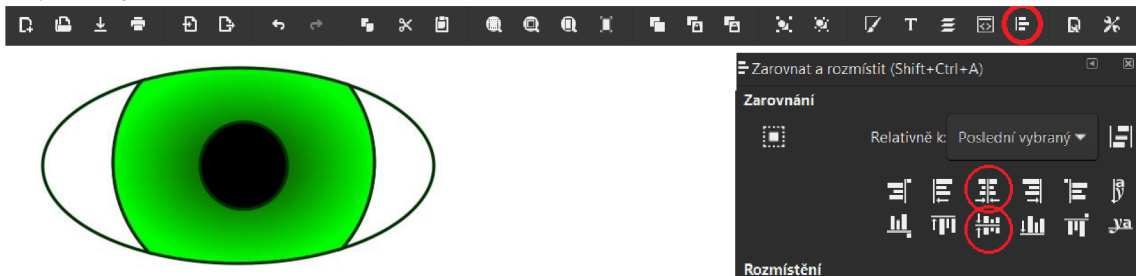 Zarovnat a rozmístit (Shift+Ctrl+A)
Zarovnání
Relativně k: Poslední vybraný
Rozmístění